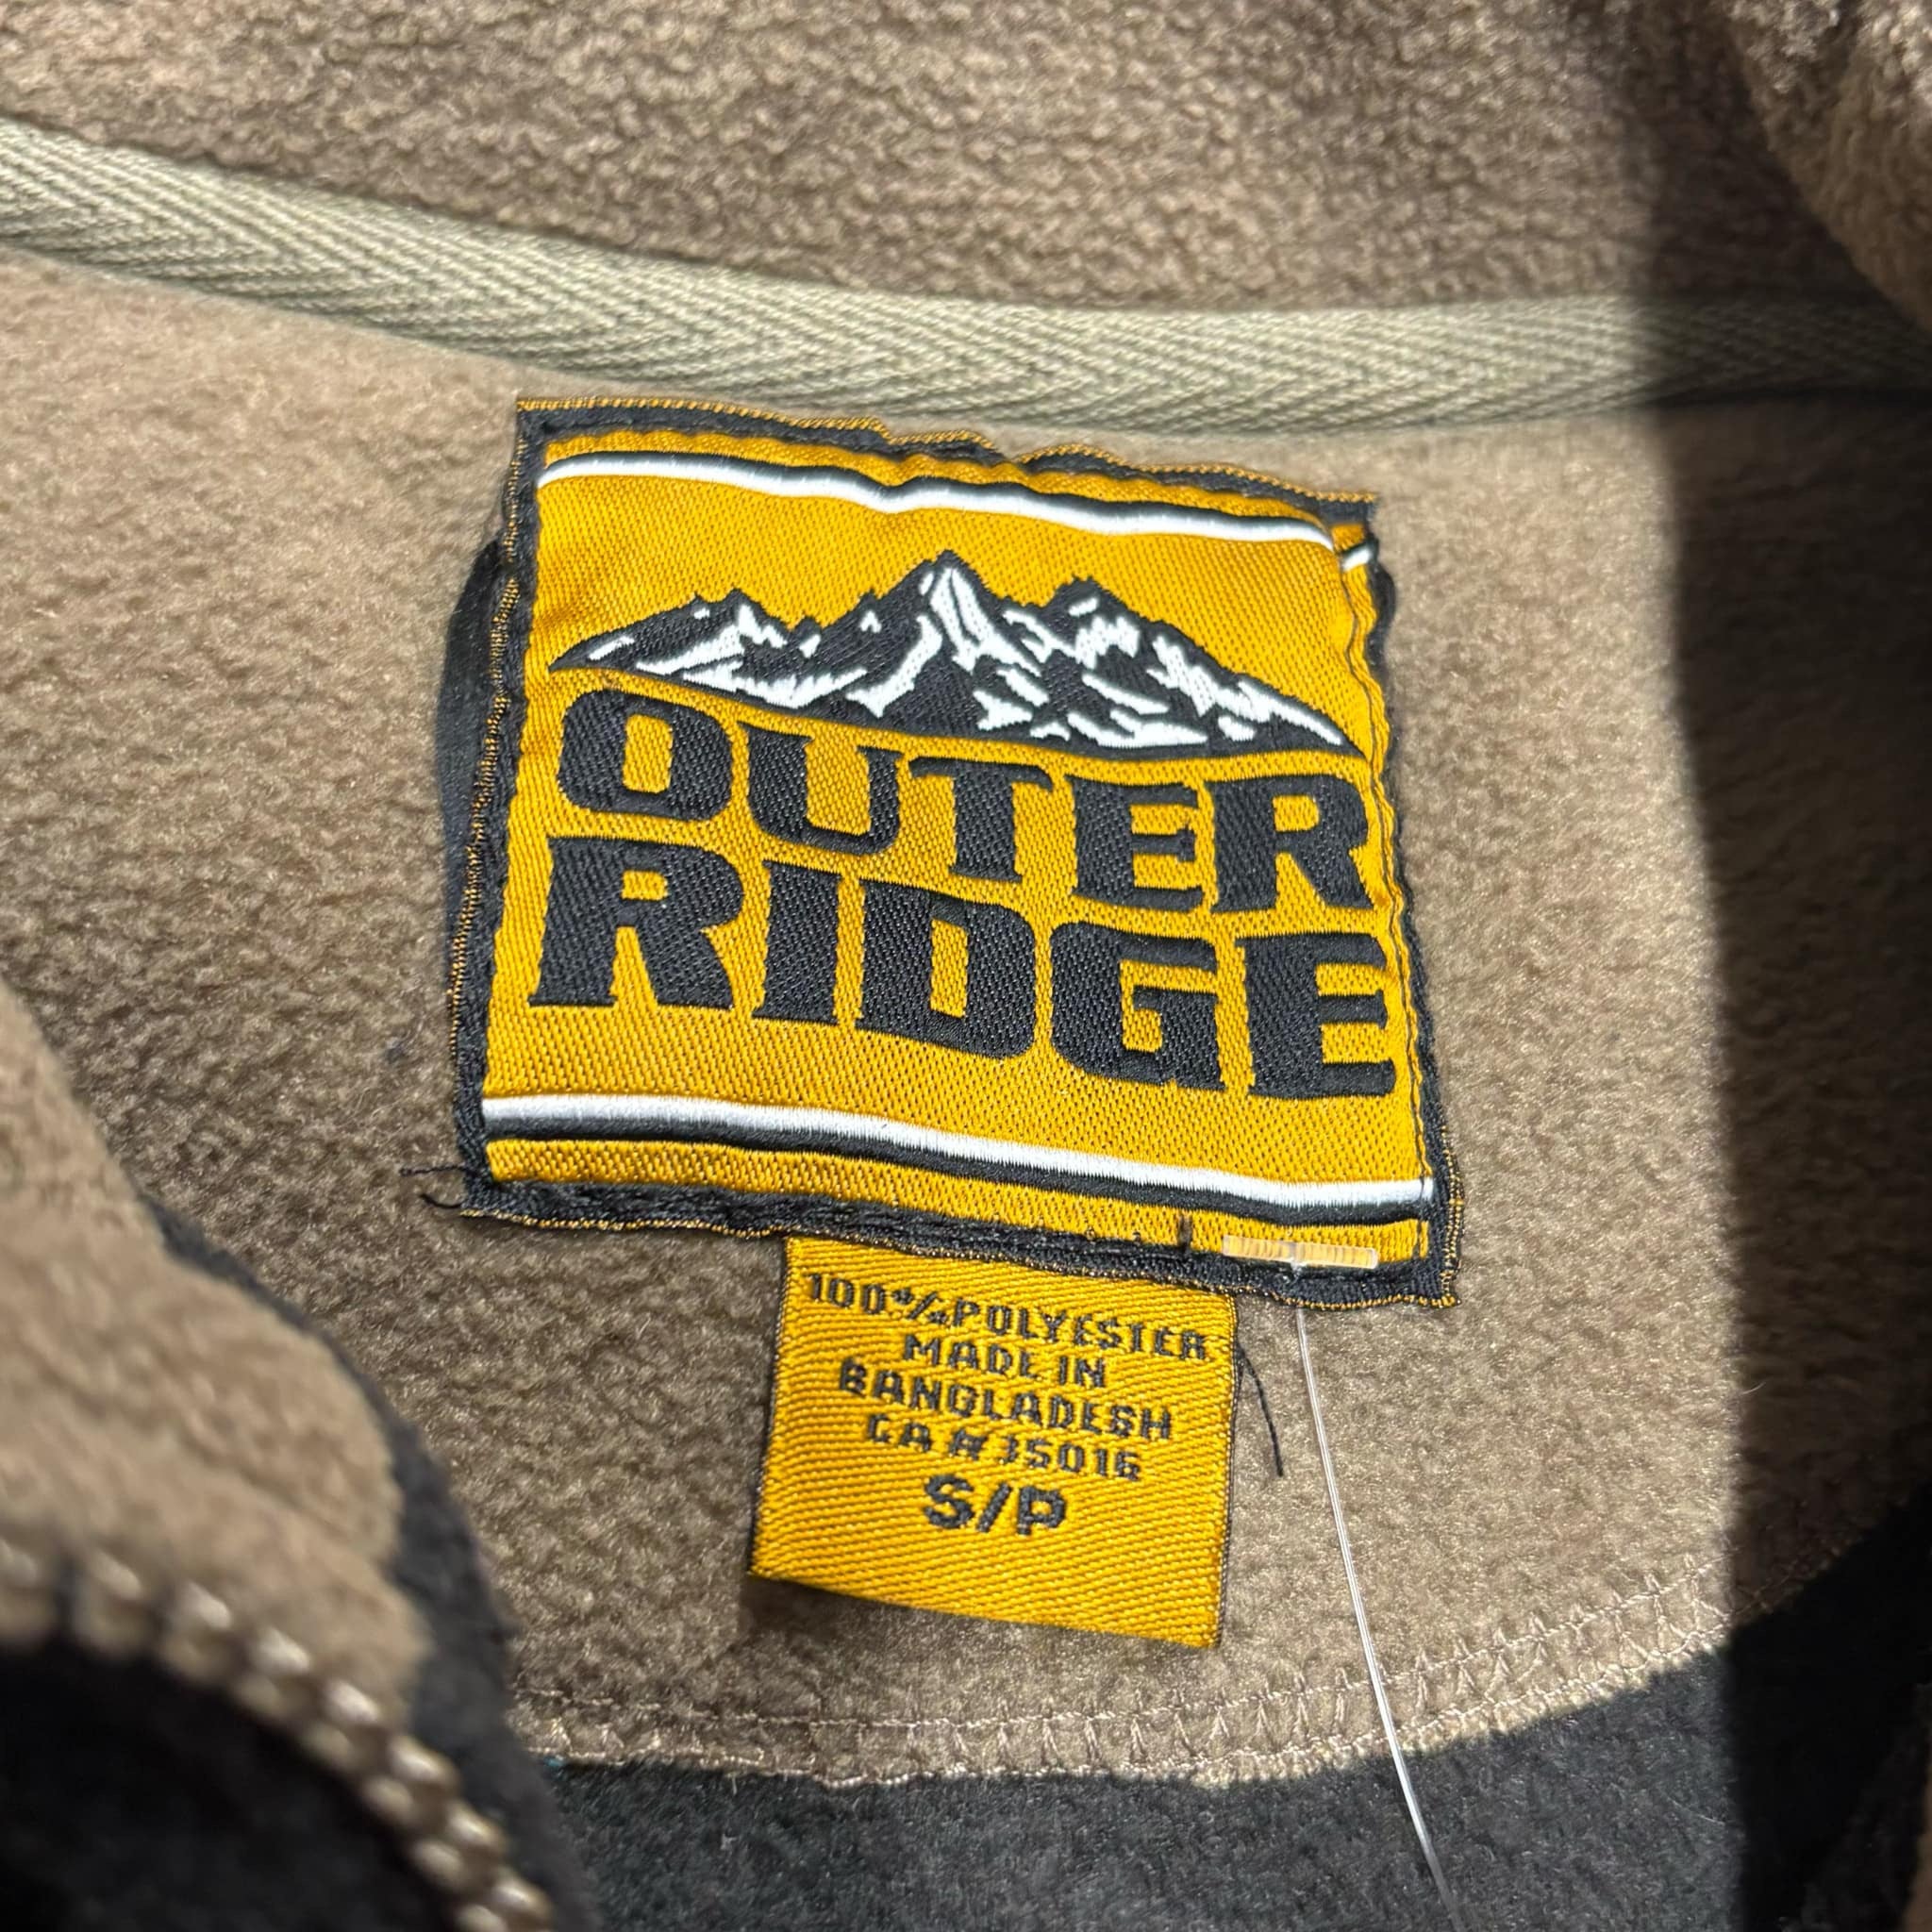 OUTER
RIDGE
100%POLYESTER
MADE IN
BANGLADESH
CA#35016
S/P